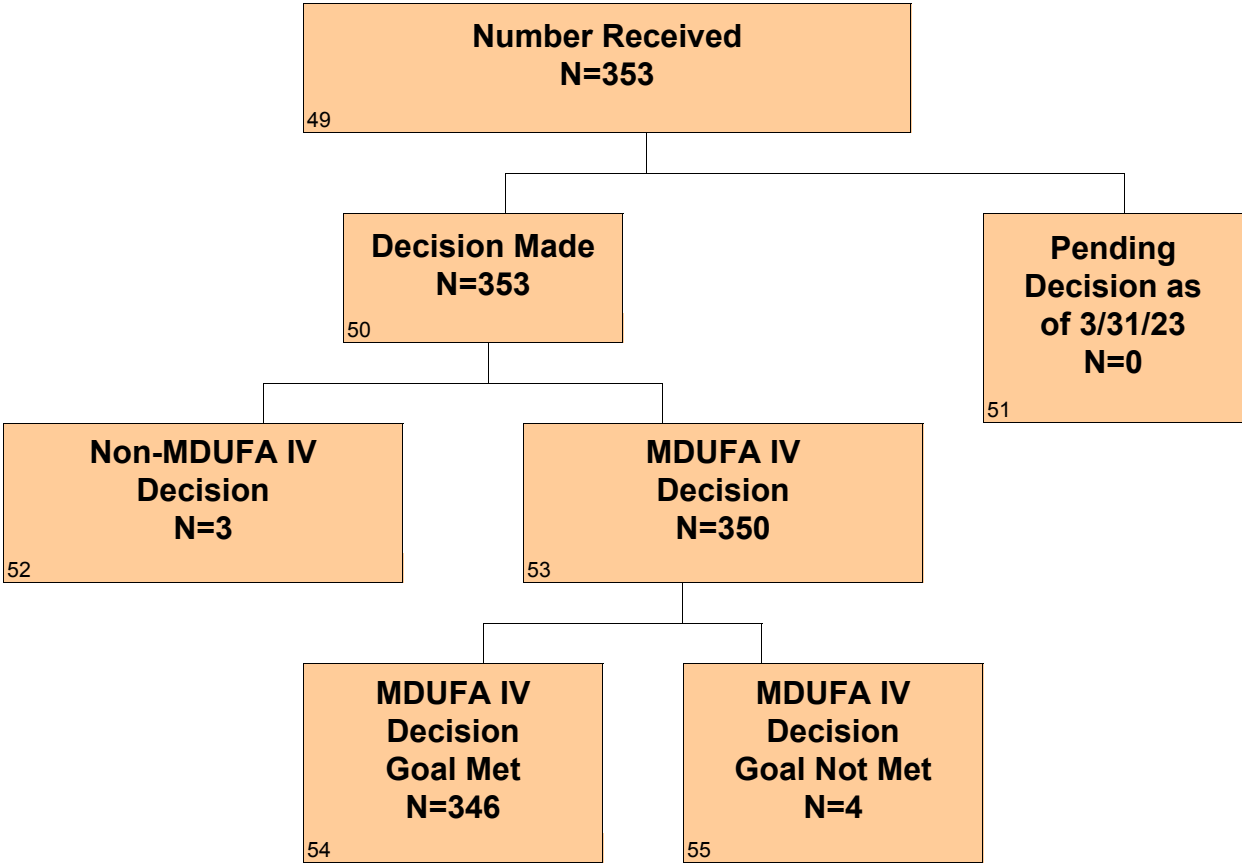 Number Received
N=353
49
Decision Made
N=353
50
Pending
Decision as
of 3/31/23
N=0
51
Non-MDUFA IV
Decision
N=3
52
MDUFA IV
Decision
N=350
53
MDUFA IV
Decision
Goal Met
N=346
54
MDUFA IV
Decision
Goal Not Met
N=4
55